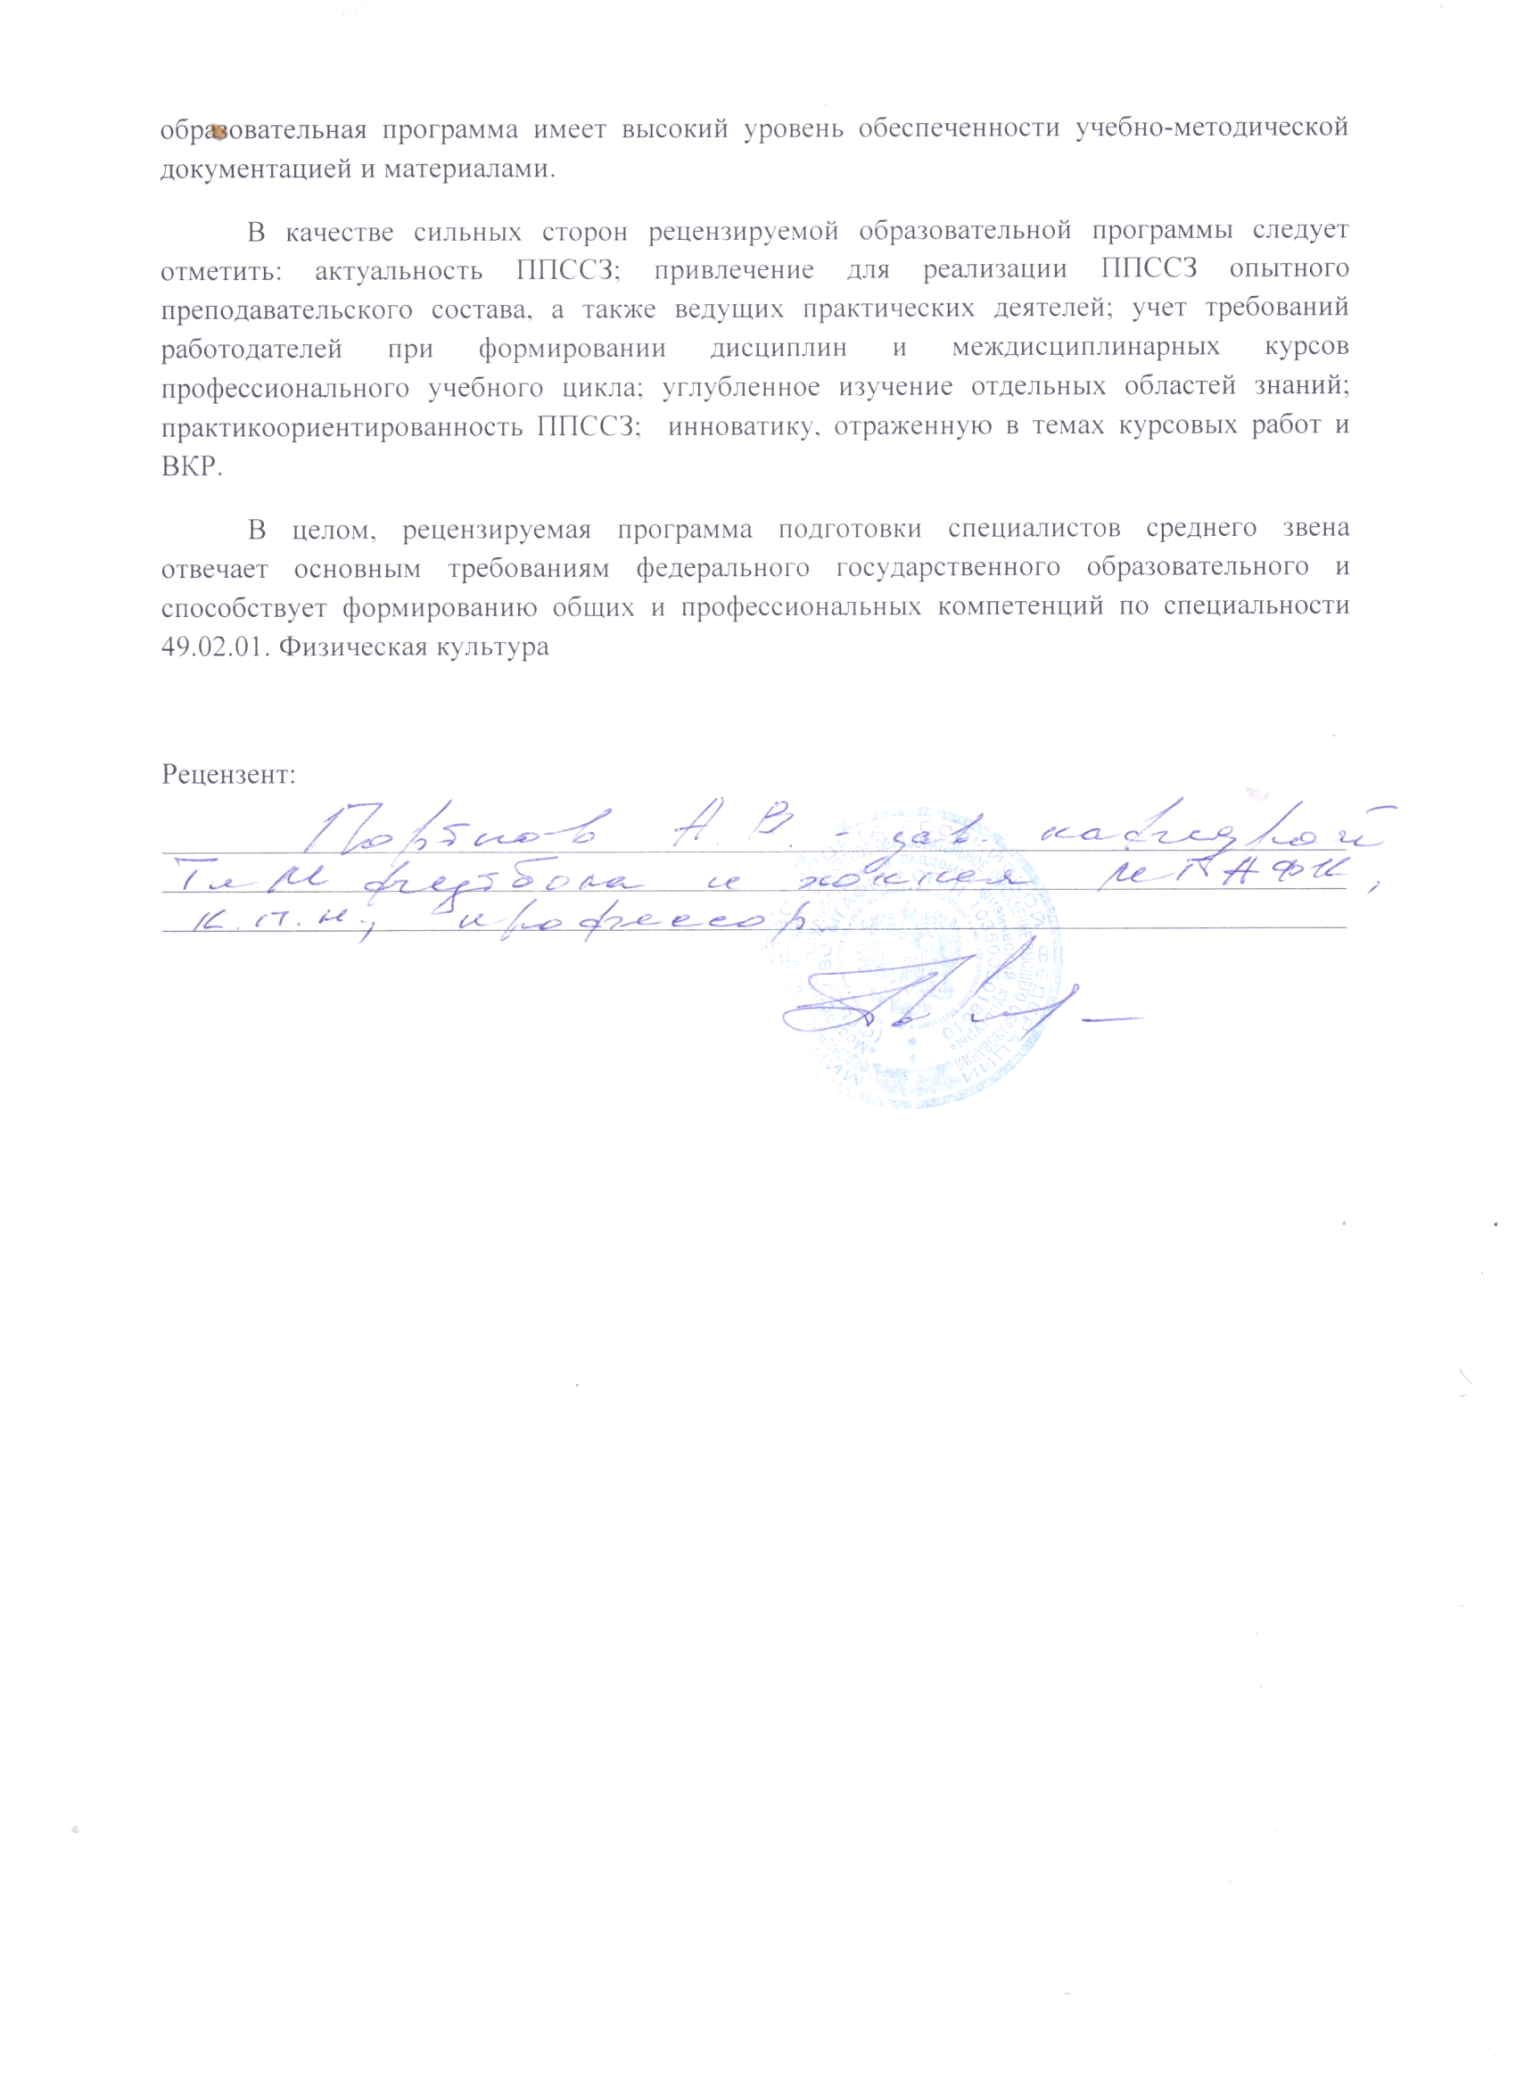 образовательная программа имеет высокий уровень обеспеченности учебно-методической
документацией и материалами.
В качестве сильных сторон рецензируемой образовательной программы следует
отметить: актуальность ППССЗ; привлечение для реализации ППССЗ опытного
преподавательского состава, а также ведущих практических деятелей; учет требований
работодателей при формировании дисциплин и междисциплинарных курсов
профессионального учебного цикла; углубленное изучение отдельных областей знаний;
практикоориентированность ППССЗ; инноватику, отраженную в темах курсовых работ и
ВКР.
В целом, рецензируемая программа подготовки специалистов среднего звена
отвечает основным требованиям федерального государственного образовательного и
способствует формированию общих и профессиональных компетенций по специальности
49.02.01. Физическая культура
Рецензент:
Портнов А.В. - зав. кафедрой
ТиМ футбола и хоккея МГАФК,
к.п.н., профессор